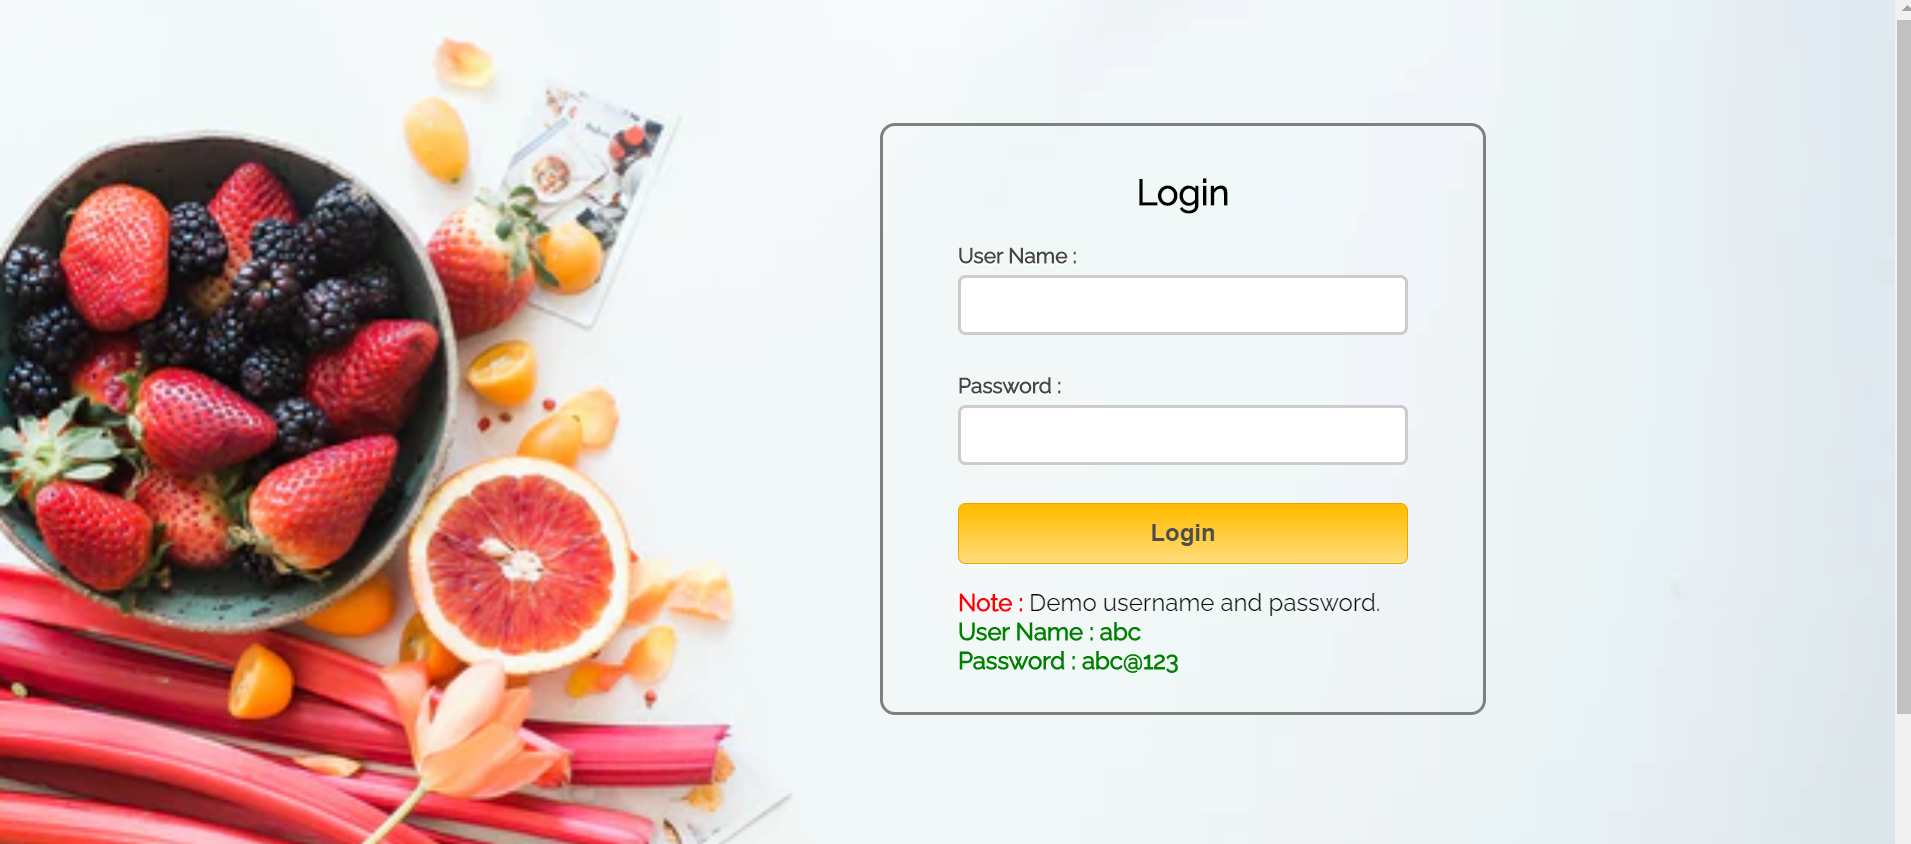 Login
User Name :
Password :
Login
Note : Demo username and password.
User Name : abc
Password : abc@123